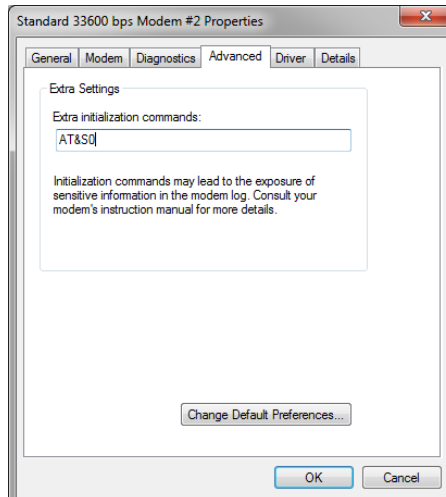 Standard 33600 bps Modem #2 Properties
General Modem Diagnostics Advanced Driver Details
Extra Settings
Extra initialization commands:
AT&S0
Initialization commands may lead to the exposure of
sensitive information in the modem log. Consult your
modem's instruction manual for more details.
Change Default Preferences...
OK Cancel